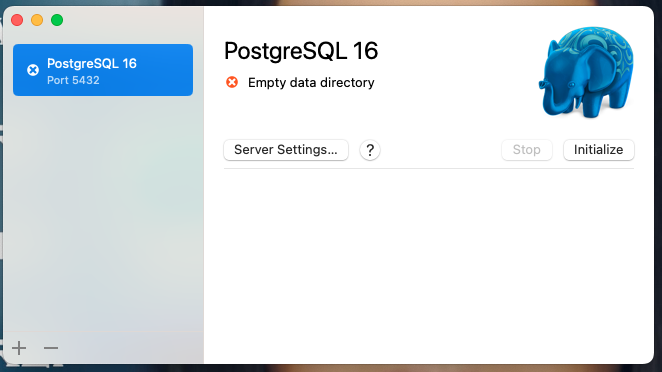 PostgreSQL 16
Port 5432
PostgreSQL 16
Empty data directory
Server Settings...
?
Stop
Initialize